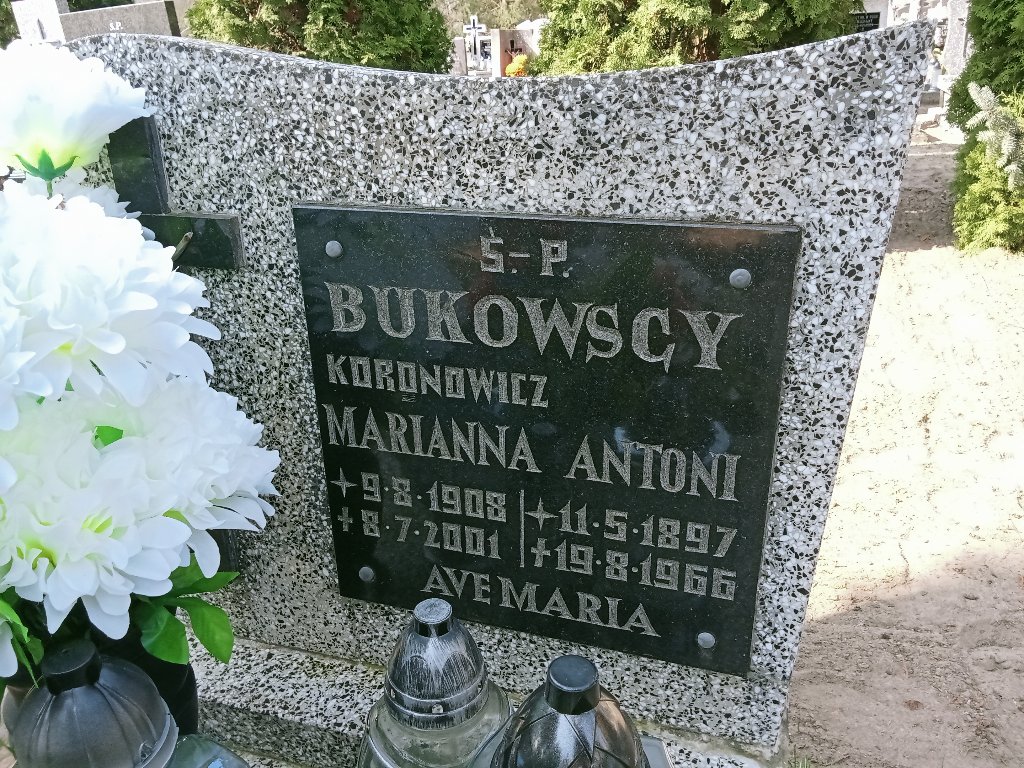 S.P.
Ś.-P.
BUKOWSCY
KORONOWICZ
MARIANNA ANTONI
+ 9·8·1908 + 11·5·1897
† 8·7·2001 † 19·8·1966
AVE MARIA